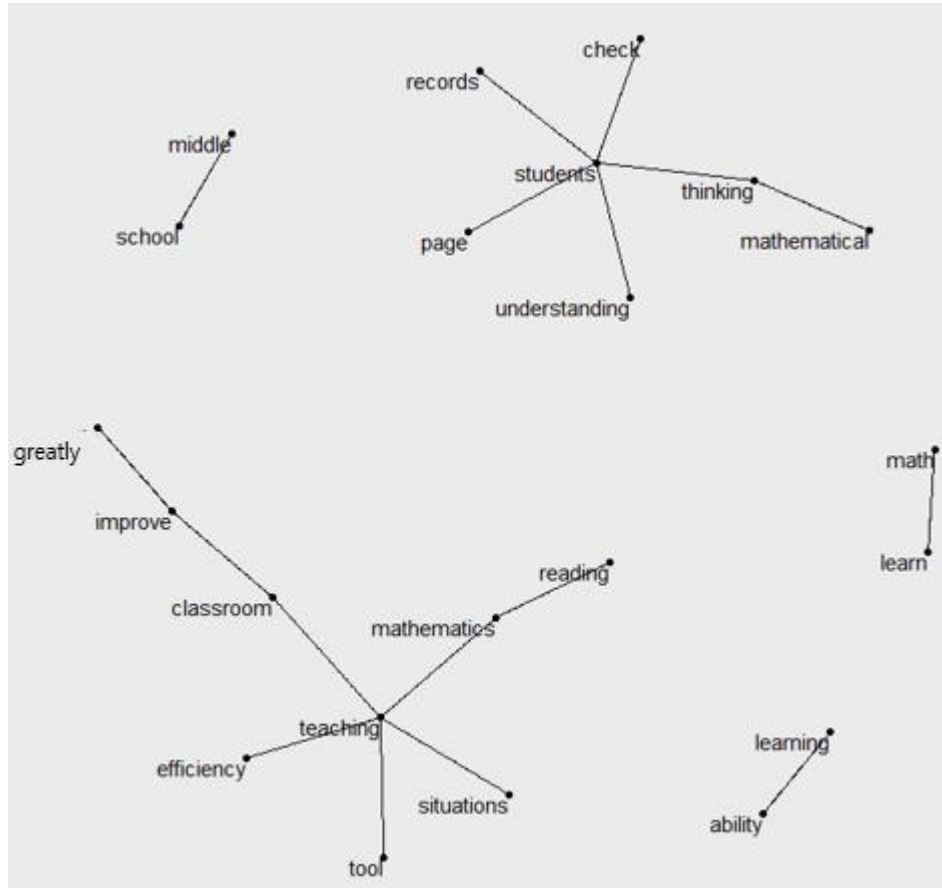 check
records
middle
students
thinking
school
page
mathematical
understanding
greatly
math
improve
learn
reading
classroom
mathematics
teaching
learning
efficiency
situations
ability
tool